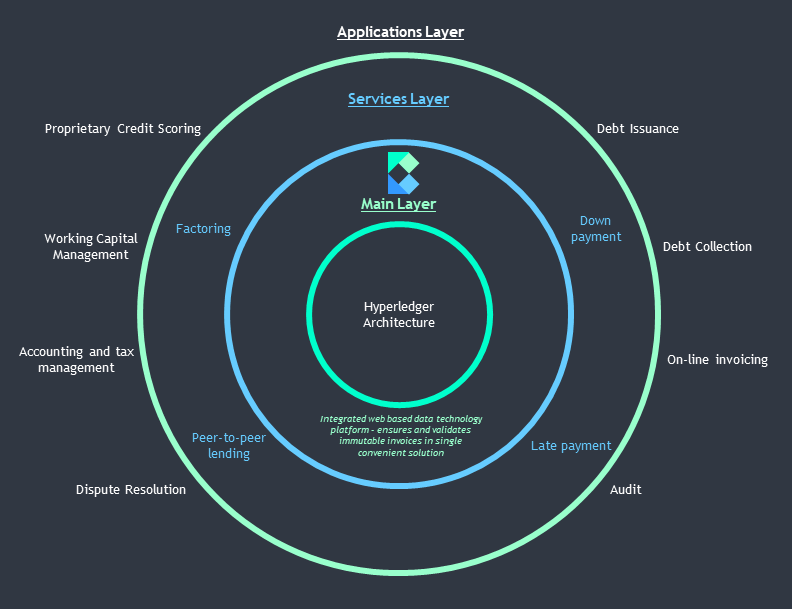 Applications Layer
Services Layer
Proprietary Credit Scoring
Debt Issuance
Main Layer
Factoring
Down
payment
Working Capital
Management
Debt Collection
Hyperledger
Architecture
Accounting and tax
management
On-line invoicing
Integrated web based data technology
platform – ensures and validates
immutable invoices in single
convenient solution
Peer-to-peer
lending
Late payment
Dispute Resolution
Audit